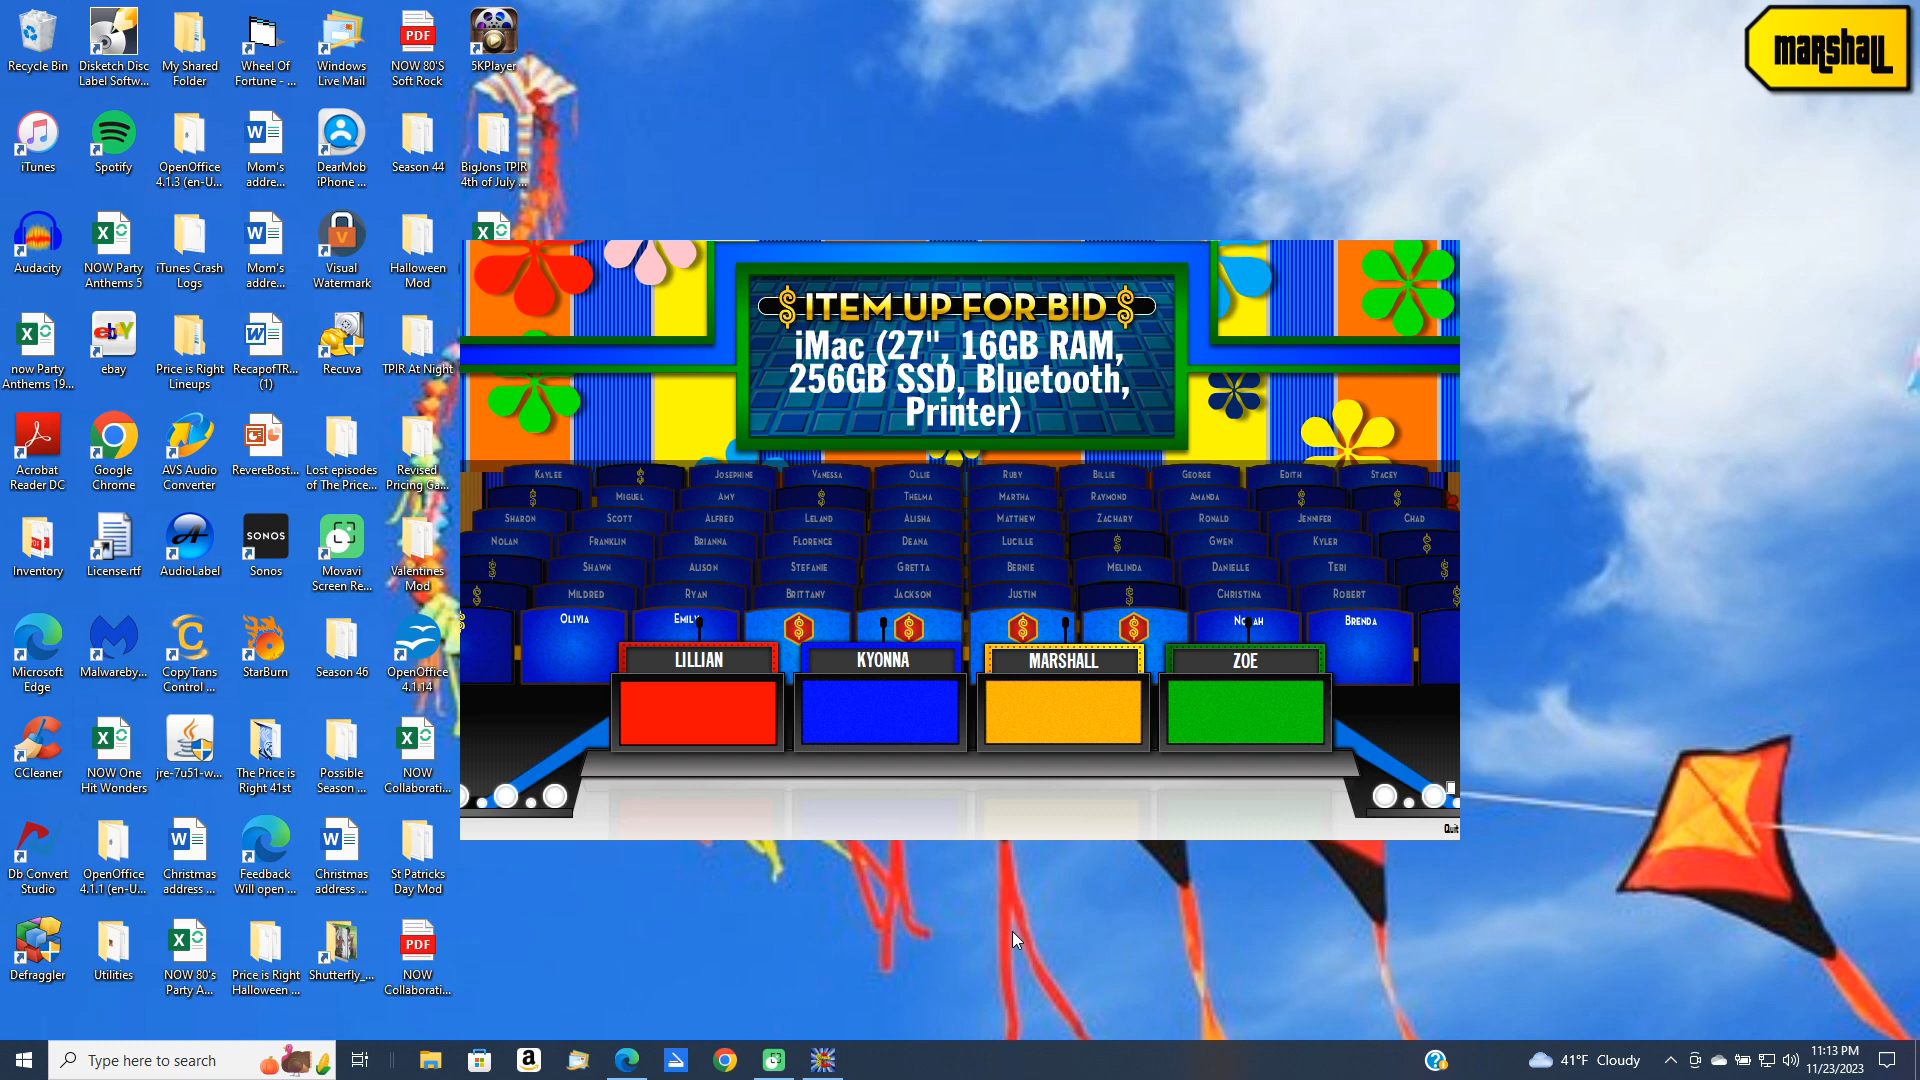 Recycle Bin
Disketch Disc
Label Softw...
My Shared
Folder
Wheel Of
Fortune - ...
Windows
Live Mail
PDF
NOW 80'S
Soft Rock
5KPlayer
marshall
iTunes
Spotify
OpenOffice
4.1.3 (en-U...
Mom's
addre...
DearMob
iPhone ...
Season 44
BigJons TPIR
4th of July ...
Audacity
NOW Party
Anthems 5
iTunes Crash
Logs
Mom's
addre...
Visual
Watermark
Halloween
Mod
now Party
Anthems 19...
ebay
ebay
Price is Right
Lineups
RecapofTR...
(1)
Recuva
TPIR At Night
Acrobat
Reader DC
Google
Chrome
AVS Audio
Converter
RevereBost...
Lost episodes
of The Price...
Revised
Pricing Ga...
Inventory
License.rtf
AudioLabel
SONOS
Sonos
Movavi
Screen Re...
Valentines
Mod
Microsoft
Edge
Malwareby...
CopyTrans
Control ...
StarBurn
Season 46
OpenOffice
4.1.14
CCleaner
NOW One
Hit Wonders
jre-7u51-w...
The Price is
Right 41st
Possible
Season ...
NOW
Collaborati...
Db Convert
Studio
OpenOffice
4.1.1 (en-U...
Christmas
address ...
Feedback
Will open ...
Christmas
address ...
St Patricks
Day Mod
Defraggler
Utilities
NOW 80's
Party A...
Price is Right
Halloween ...
Shutterfly_...
PDF
NOW
Collaborati...
$ ITEM UP FOR BID $
iMac (27", 16GB RAM,
256GB SSD, Bluetooth,
Printer)
KAYLEE $ JOSEPHINE VANESSA OLLIE RUBY BILLIE GEORGE EDITH STACEY
$ MIGUEL AMY $ THELMA MARTHA RAYMOND AMANDA $ $
SHARON SCOTT ALFRED LELAND ALISHA MATTHEW ZACHARY RONALD JENNIFER CHAD
NOLAN FRANKLIN BRIANNA FLORENCE DEANA LUCILLE $ GWEN KYLER $
$ SHAWN ALISON STEFANIE GRETTA BERNIE MELINDA DANIELLE TERI $
$ MILDRED RYAN BRITTANY JACKSON JUSTIN $ CHRISTINA ROBERT $
OLIVIA EMILY $ $ $ $ NOAH BRENDA
LILLIAN
KYONNA
MARSHALL
ZOE
Quit
Type here to search
41°F Cloudy
11:13 PM
11/23/2023